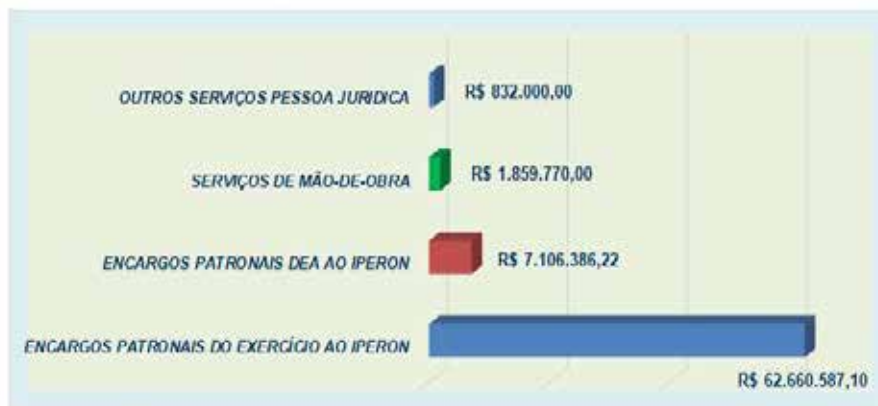 OUTROS SERVIÇOS PESSOA JURIDICA
R$ 832.000,00
SERVIÇOS DE MÃO-DE-OBRA
R$ 1.859.770,00
ENCARGOS PATRONAIS DEA AO IPERON
R$ 7.106.386,22
ENCARGOS PATRONAIS DO EXERCÍCIO AO IPERON
R$ 62.660.587,10